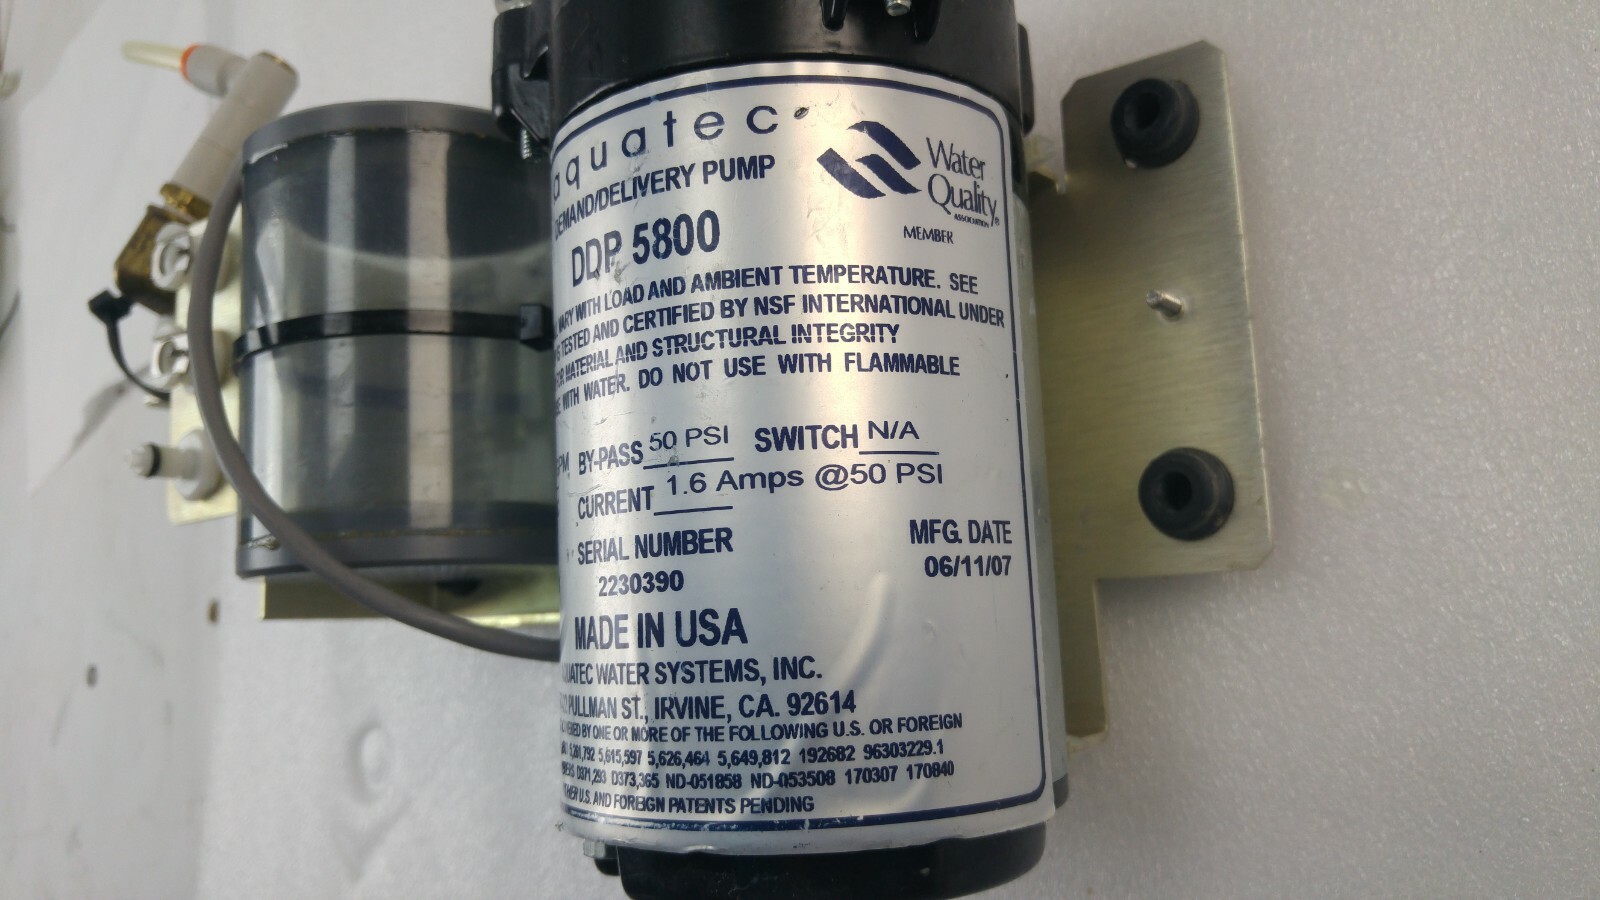 aquatec
DEMAND/DELIVERY PUMP
DDP 5800
Water
Quality
ASSOCIATION
MEMBER
VARY WITH LOAD AND AMBIENT TEMPERATURE. SEE
TESTED AND CERTIFIED BY NSF INTERNATIONAL UNDER
MATERIAL AND STRUCTURAL INTEGRITY
WITH WATER. DO NOT USE WITH FLAMMABLE
BY-PASS 50 PSI SWITCH N/A
CURRENT 1.6 Amps @50 PSI
SERIAL NUMBER MFG. DATE
2230390 06/11/07
MADE IN USA
WATER SYSTEMS, INC.
PULLMAN ST., IRVINE, CA. 92614
BY ONE OR MORE OF THE FOLLOWING U.S. OR FOREIGN
5,615,597 5,626,464 5,649,812 192682 96303229.1
D371,293 D373,365 ND-051858 ND-053508 170307 170840
U.S. AND FOREIGN PATENTS PENDING